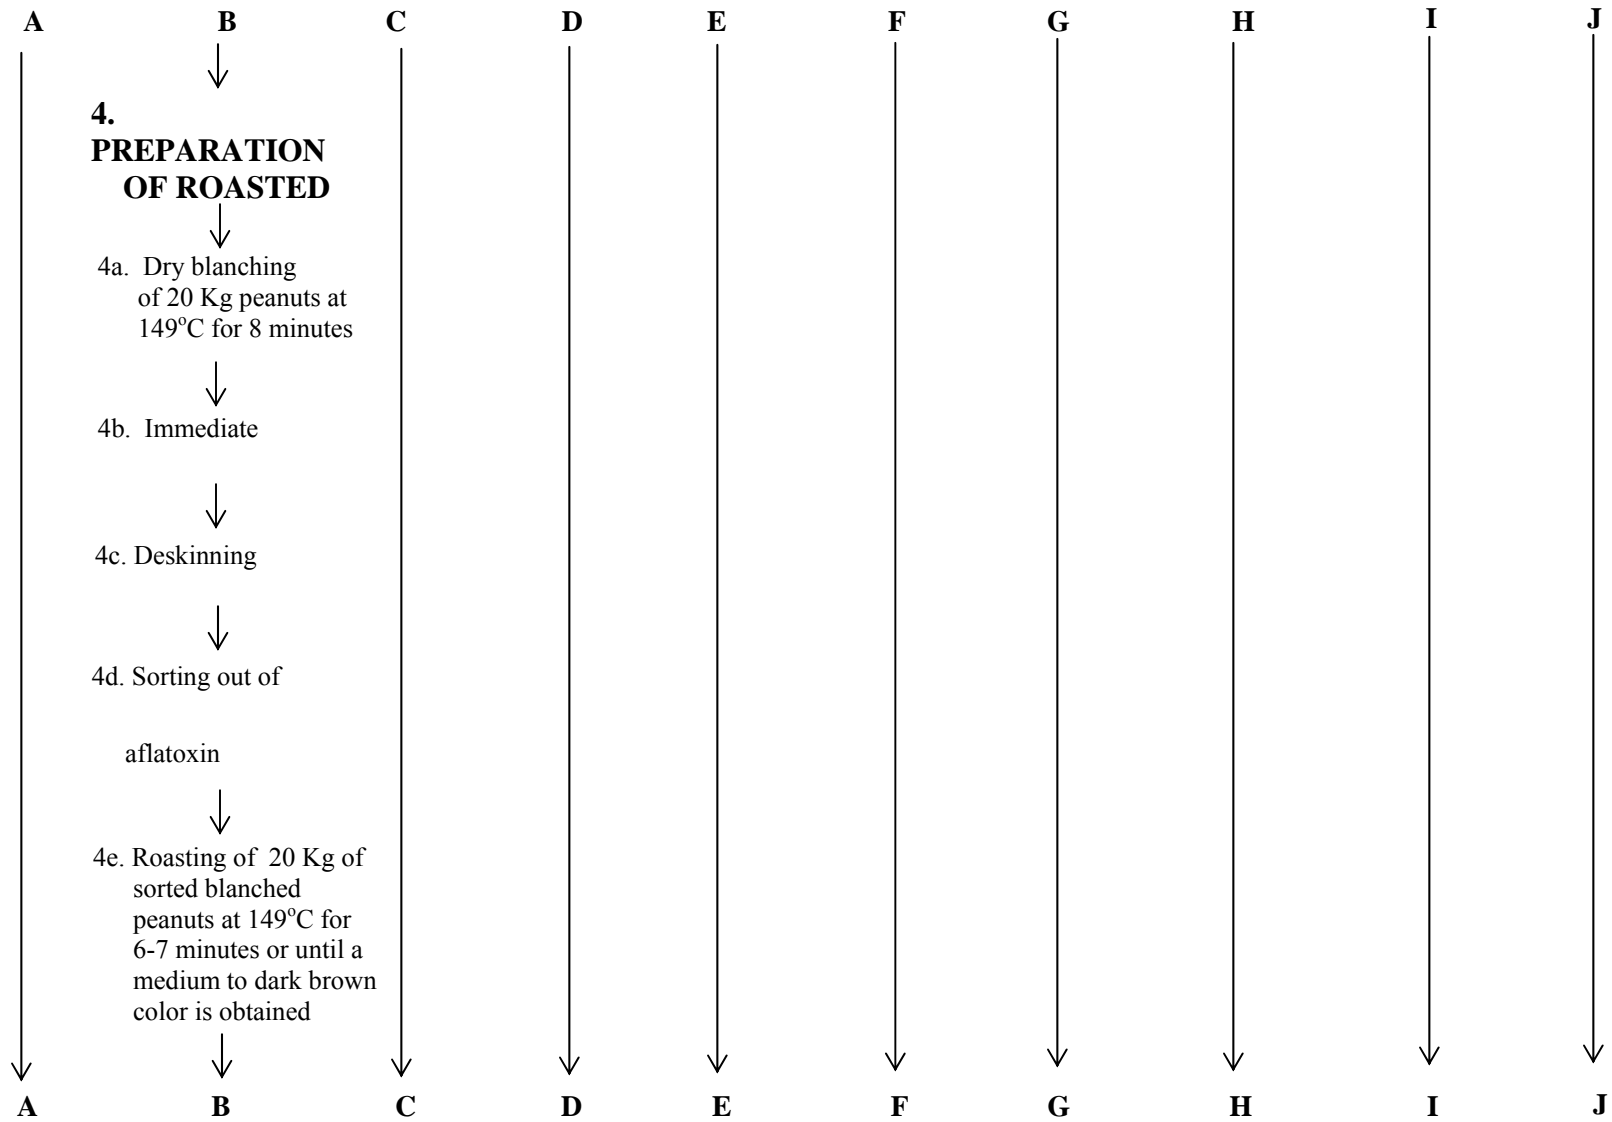 A B C D E F G H I J
4.
PREPARATION
OF ROASTED
4a. Dry blanching
of 20 Kg peanuts at
149°C for 8 minutes
4b. Immediate
4c. Deskinning
4d. Sorting out of
aflatoxin
4e. Roasting of 20 Kg of
sorted blanched
peanuts at 149°C for
6-7 minutes or until a
medium to dark brown
color is obtained
A B C D E F G H I J